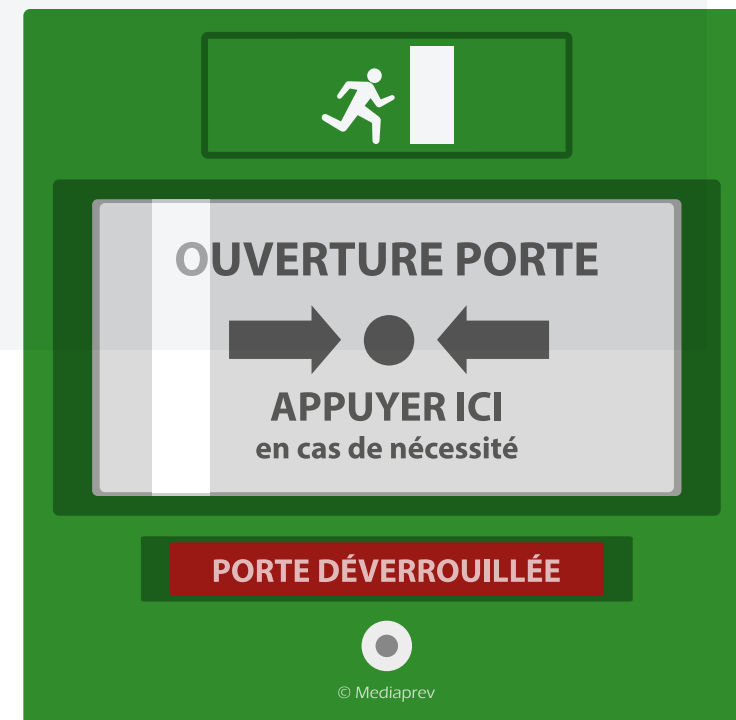 OUVERTURE PORTE
APPUYER ICI
en cas de nécessité
PORTE DÉVERROUILLÉE
© Mediaprev